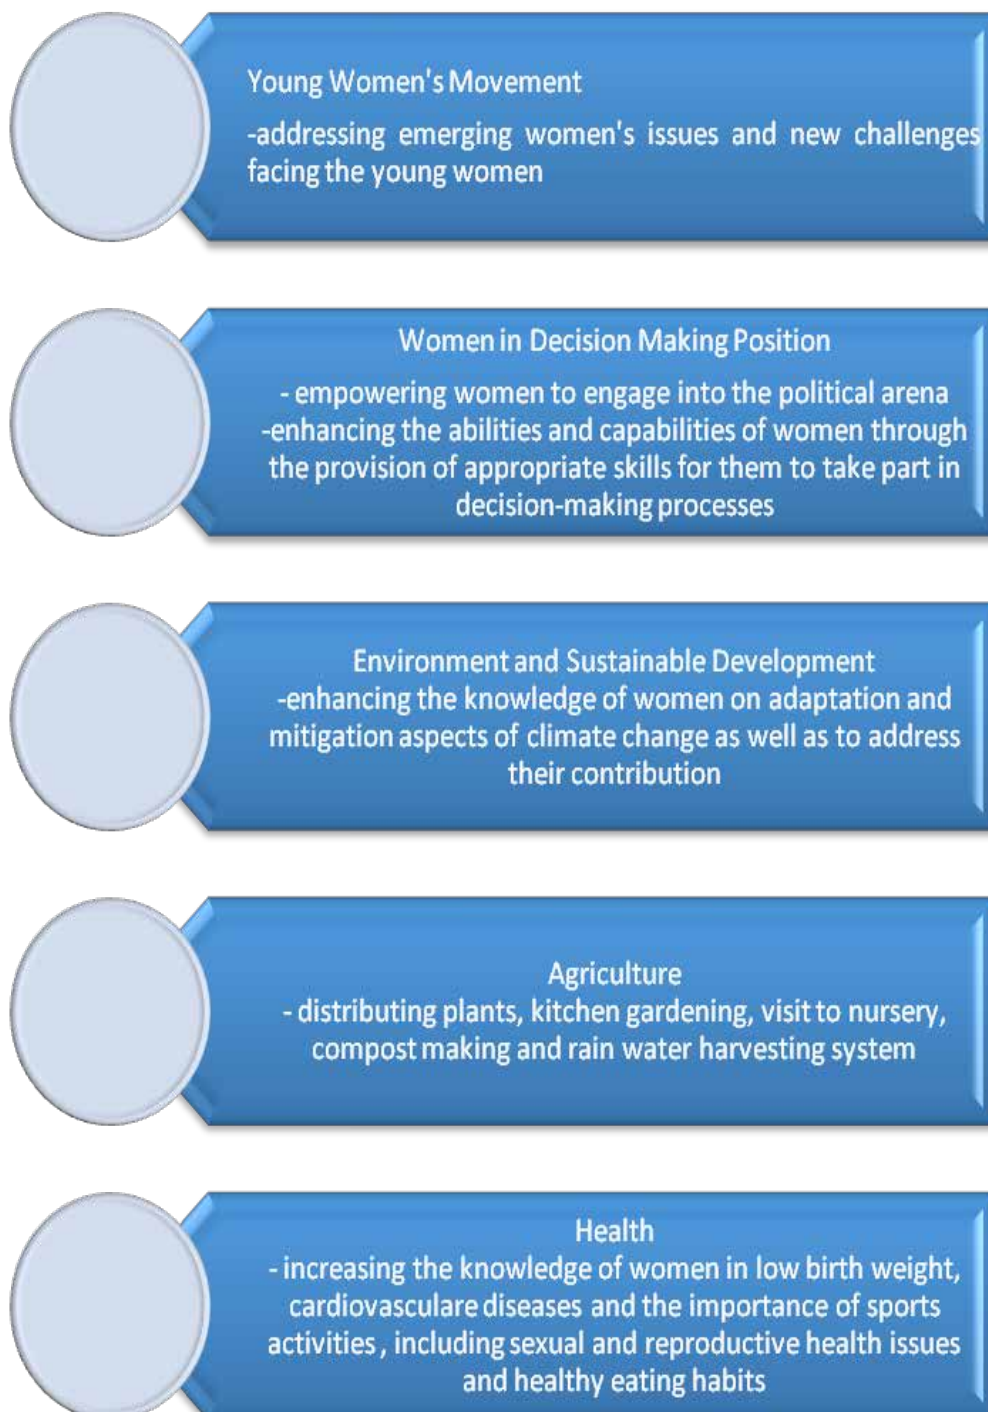 Young Women's Movement
-addressing emerging women's issues and new challenges
facing the young women
Women in Decision Making Position
- empowering women to engage into the political arena
-enhancing the abilities and capabilities of women through
the provision of appropriate skills for them to take part in
decision-making processes
Environment and Sustainable Development
-enhancing the knowledge of women on adaptation and
mitigation aspects of climate change as well as to address
their contribution
Agriculture
- distributing plants, kitchen gardening, visit to nursery,
compost making and rain water harvesting system
Health
- increasing the knowledge of women in low birth weight,
cardiovasculare diseases and the importance of sports
activities , including sexual and reproductive health issues
and healthy eating habits